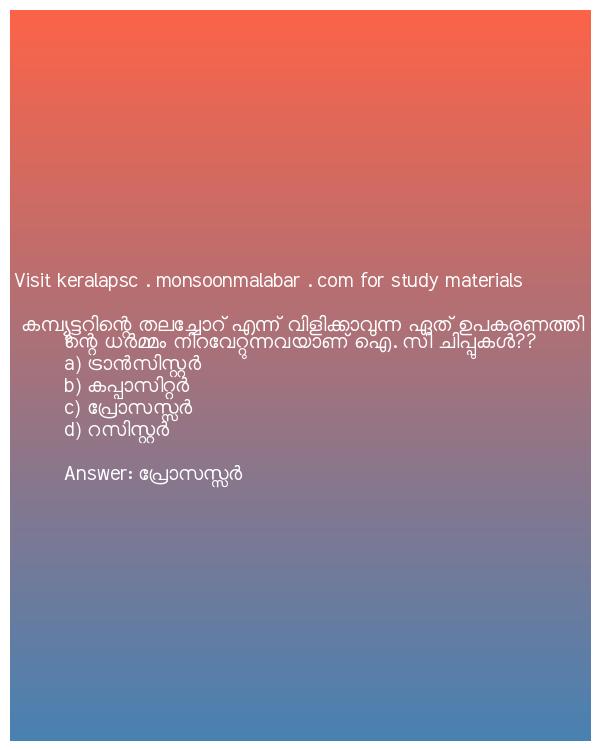 Visit keralapsc . monsoonmalabar . com for study materials
കമ്പ്യൂട്ടറിന്റെ തലച്ചോറ് എന്ന് വിളിക്കാവുന്ന ഏത് ഉപകരണത്തി
ന്റെ ധർമ്മം നിറവേറ്റുന്നവയാണ് ഐ. സി ചിപ്പുകൾ??
a) ട്രാൻസിസ്റ്റർ
b) കപ്പാസിറ്റർ
c) പ്രോസസ്സർ
d) റസിസ്റ്റർ
Answer: പ്രോസസ്സർ